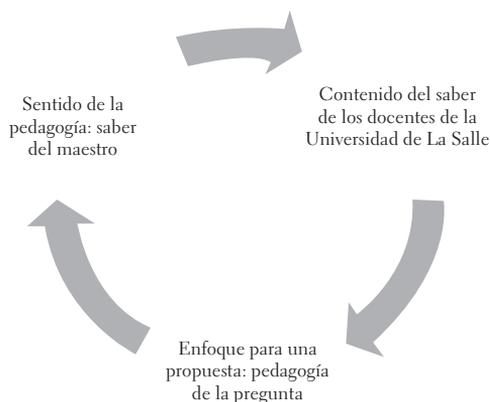 Sentido de la
pedagogía: saber
del maestro
Contenido del saber
de los docentes de la
Universidad de La Salle
Enfoque para una
propuesta: pedagogía
de la pregunta